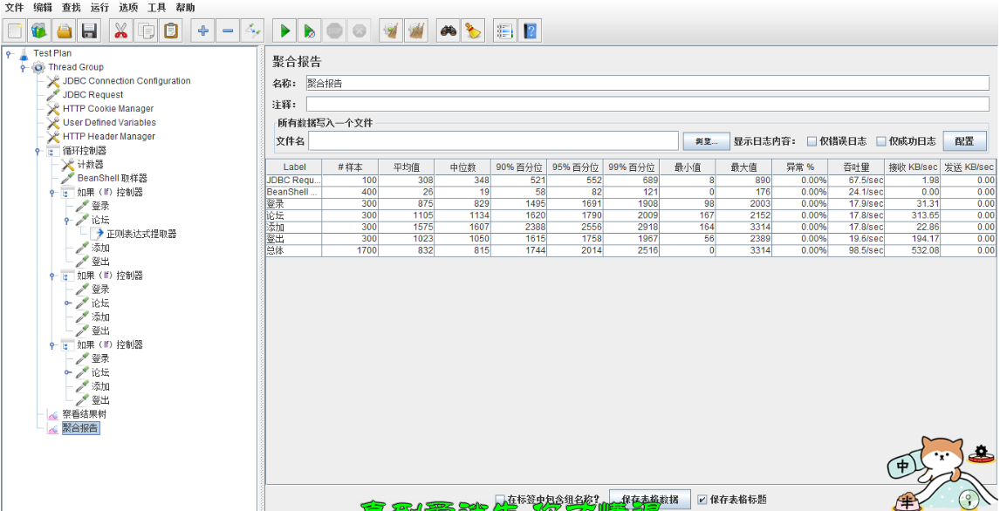 文件 编辑 查找 运行 选项 工具 帮助
Test Plan
Thread Group
JDBC Connection Configuration
JDBC Request
HTTP Cookie Manager
User Defined Variables
HTTP Header Manager
循环控制器
计数器
BeanShell 取样器
如果（If）控制器
登录
论坛
正则表达式提取器
添加
登出
如果（If）控制器
登录
论坛
添加
登出
如果（If）控制器
登录
论坛
添加
登出
察看结果树
聚合报告
聚合报告
名称： 聚合报告
注释：
所有数据写入一个文件
文件名 浏览... 显示日志内容： 仅错误日志 仅成功日志 配置
Label # 样本 平均值 中位数 90% 百分位 95% 百分位 99% 百分位 最小值 最大值 异常 % 吞吐量 接收 KB/sec 发送 KB/sec
JDBC Requ... 100 308 348 521 552 689 8 890 0.00% 67.5/sec 1.98 0.00
BeanShell ... 400 26 19 58 82 121 0 176 0.00% 24.1/sec 0.00 0.00
登录 300 875 829 1495 1691 1908 98 2003 0.00% 17.9/sec 31.31 0.00
论坛 300 1105 1134 1620 1790 2009 167 2152 0.00% 17.8/sec 313.65 0.00
添加 300 1575 1607 2388 2556 2918 164 3314 0.00% 17.8/sec 22.86 0.00
登出 300 1023 1050 1615 1758 1967 56 2389 0.00% 19.6/sec 194.17 0.00
总体 1700 832 815 1744 2014 2516 0 3314 0.00% 98.5/sec 532.08 0.00
在标签中包含组名称? 保存表格数据 保存表格标题
中
半